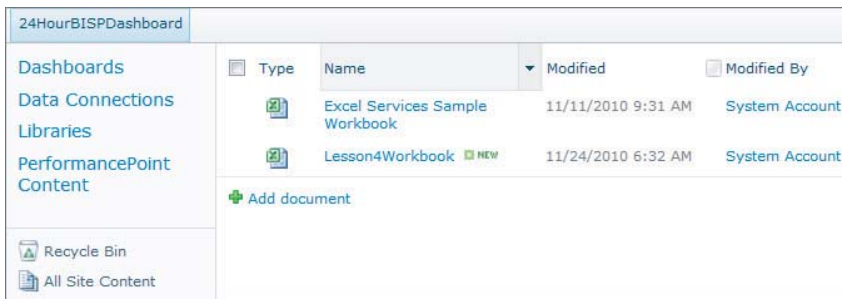 24HourBISPDashboard
Dashboards
Data Connections
Libraries
PerformancePoint
Content
Recycle Bin
All Site Content
Type Name Modified Modified By
Excel Services Sample
Workbook
11/11/2010 9:31 AM System Account
Lesson4Workbook NEW 11/24/2010 6:32 AM System Account
Add document